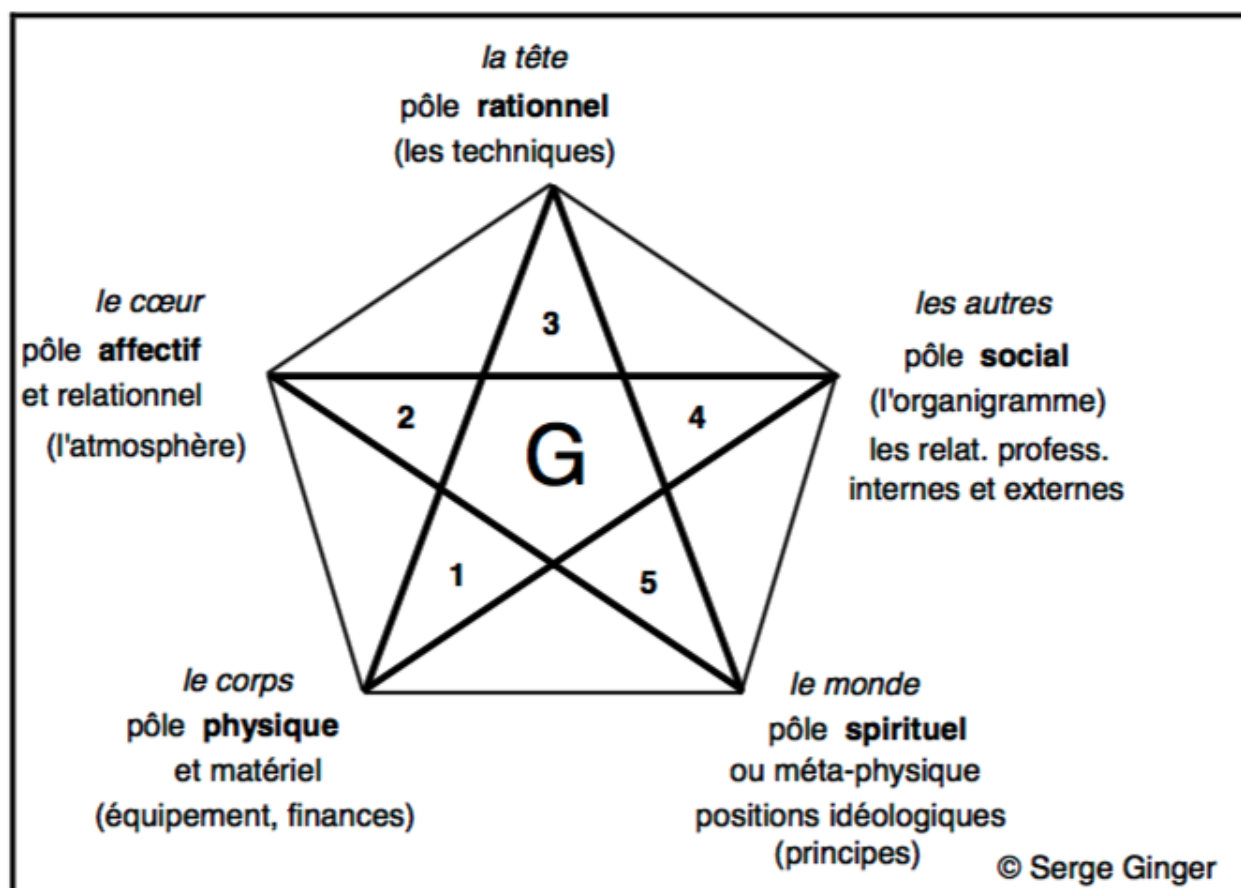 la tête
pôle rationnel
(les techniques)
le cœur
pôle affectif
et relationnel
(l'atmosphère)
les autres
pôle social
(l'organigramme)
les relat. profess.
internes et externes
3
2
4
G
1
5
le corps
pôle physique
et matériel
(équipement, finances)
le monde
pôle spirituel
ou méta-physique
positions idéologiques
(principes)
© Serge Ginger